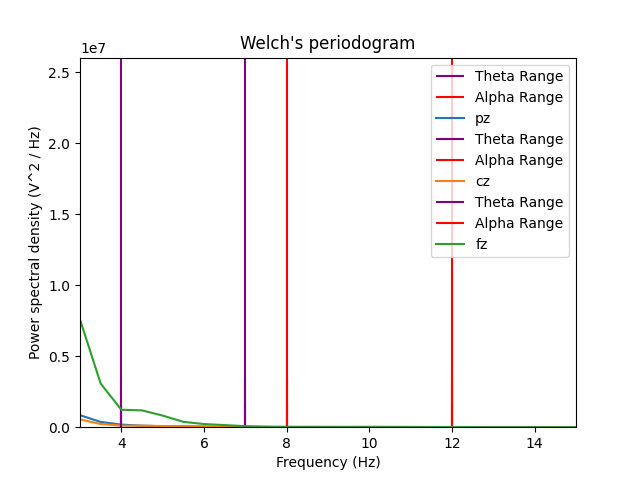 Welch's periodogram
1e7
Theta Range
Alpha Range
pz
Theta Range
Alpha Range
cz
Theta Range
Alpha Range
fz
2.5
2.0
1.5
1.0
0.5
0.0
Power spectral density (V^2 / Hz)
4
6
8
10
12
14
Frequency (Hz)